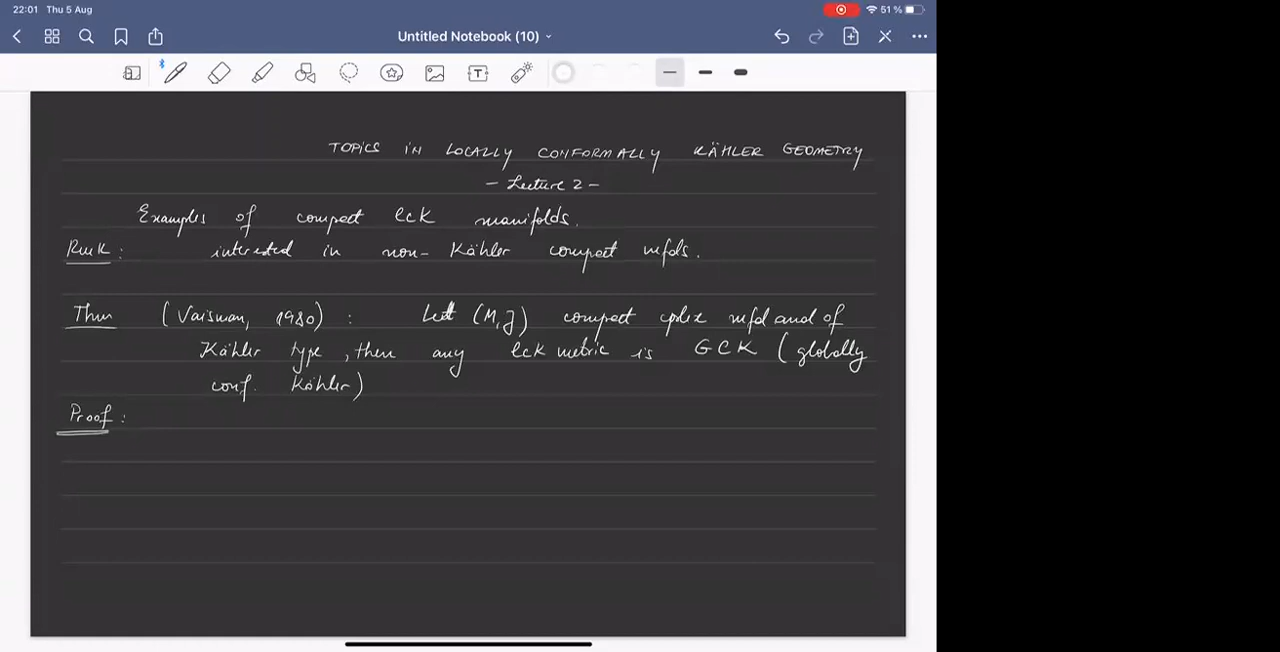 22:01 Thu 5 Aug
51 %
Untitled Notebook (10)
TOPICS IN LOCALLY CONFORMALLY KÄHLER GEOMETRY
- Lecture 2 -
Examples of compact lcK manifolds.
Rmk: interested in non-Kähler compact mfds.
Thm (Vaisman, 1980): Let (M,J) compact cplex mfd and of
Kähler type, then any lck metric is GCK (globally
conf. Kähler)
Proof: